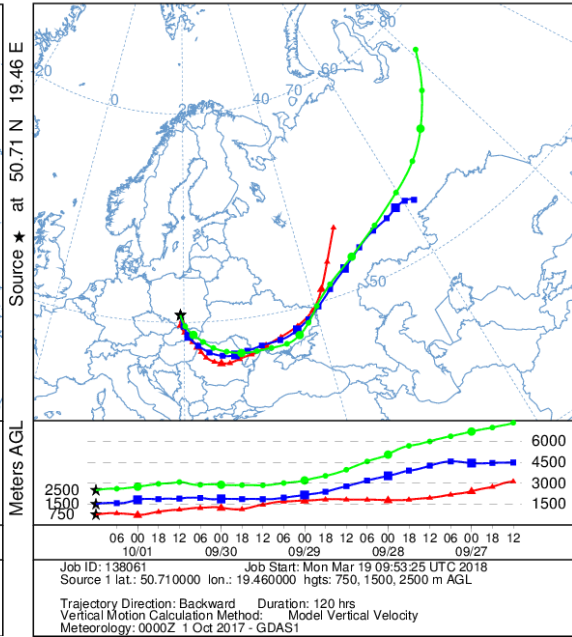 Source ★ at 50.71 N 19.46 E
20
0
20
40
60
70
80
50
Meters AGL
2500
1500
750
6000
4500
3000
1500
06 00 18 12 06 00 18 12 06 00 18 12 06 00 18 12 06 00 18 12
10/01 09/30 09/29 09/28 09/27
Job ID: 138061 Job Start: Mon Mar 19 09:53:25 UTC 2018
Source 1 lat.: 50.710000 lon.: 19.460000 hgts: 750, 1500, 2500 m AGL
Trajectory Direction: Backward Duration: 120 hrs
Vertical Motion Calculation Method: Model Vertical Velocity
Meteorology: 0000Z 1 Oct 2017 - GDAS1